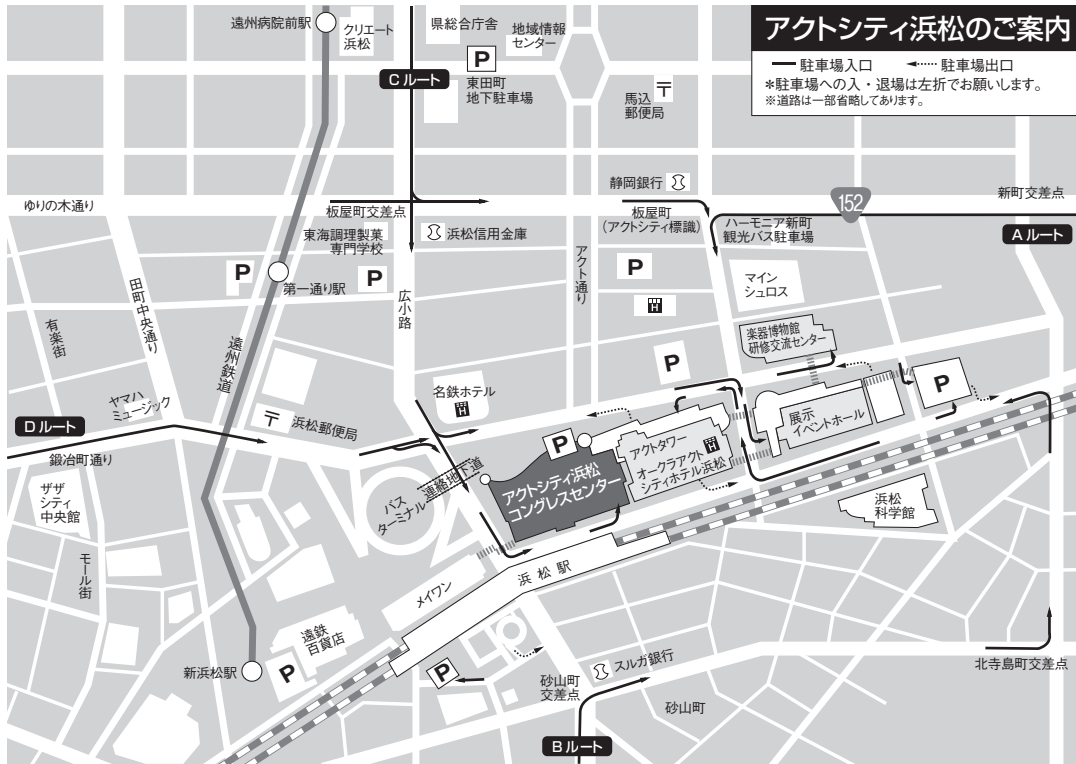 アクトシティ浜松のご案内
駐車場入口
駐車場出口
*駐車場への入・退場は左折でお願いします。
※道路は一部省略してあります。
遠州病院前駅
クリエート
浜松
県総合庁舎
地域情報
センター
P
東田町
地下駐車場
Cルート
馬込
郵便局
〒
静岡銀行
152
新町交差点
ゆりの木通り
板屋町交差点
板屋町
(アクトシティ標識)
ハーモニア新町
観光バス駐車場
Aルート
東海調理製菓
専門学校
浜松信用金庫
P
第一通り駅
P
広小路
アクト通り
P
H
マイン
シュロス
田町中央通り
有楽街
遠州鉄道
楽器博物館
研修交流センター
P
P
名鉄ホテル
H
ヤマハ
ミュージック
〒
浜松郵便局
Dルート
鍛冶町通り
展示
イベントホール
P
アクトタワー
オークラアクト
シティホテル浜松
H
アクトシティ浜松
コングレスセンター
連絡地下道
バス
ターミナル
ザザ
シティ
中央館
浜松
科学館
モール街
メイワン
浜松駅
遠鉄
百貨店
新浜松駅
P
P
スルガ銀行
砂山町
交差点
北寺島町交差点
砂山町
Bルート